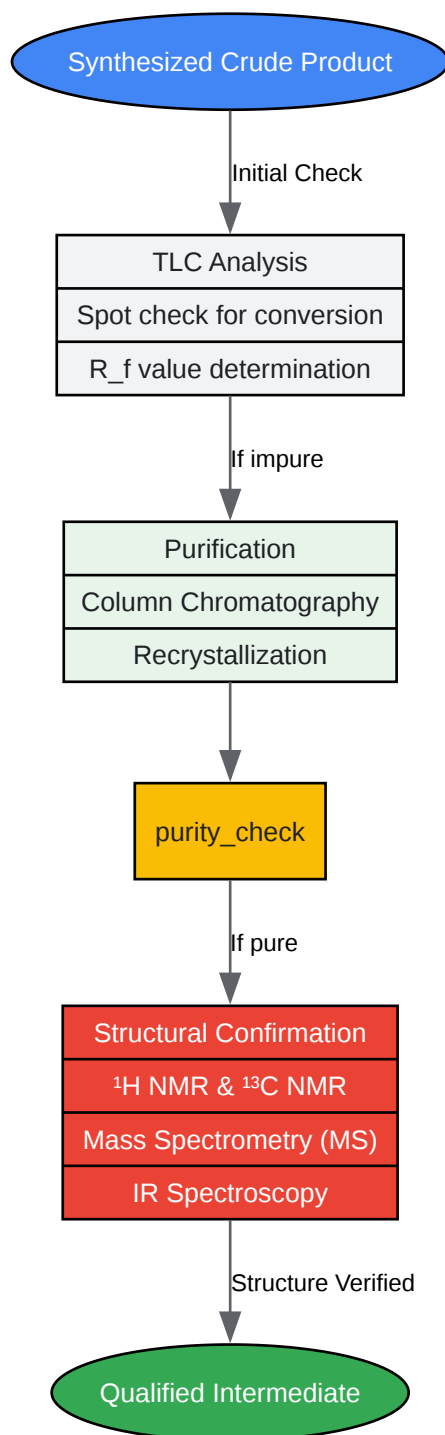 Synthesized Crude Product
Initial Check
TLC Analysis
Spot check for conversion
R_f value determination
If impure
Purification
Column Chromatography
Recrystallization
purity_check
If pure
Structural Confirmation
¹H NMR & ¹³C NMR
Mass Spectrometry (MS)
IR Spectroscopy
Structure Verified
Qualified Intermediate